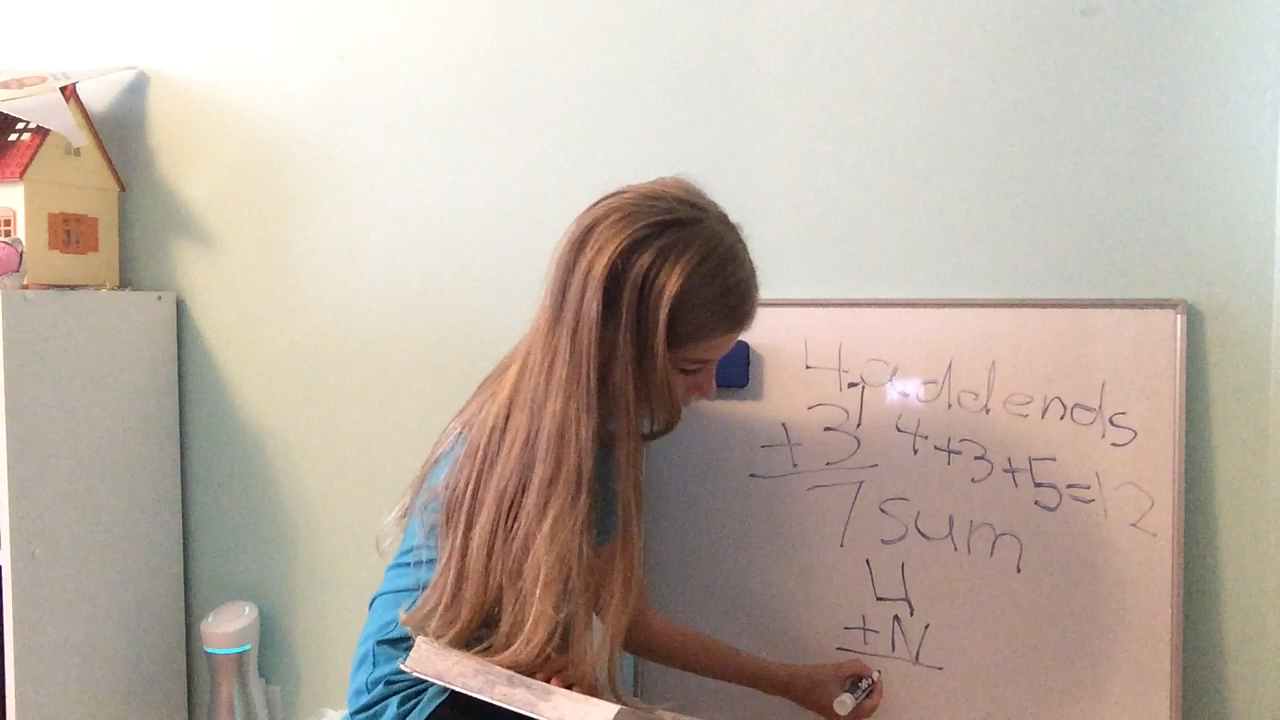 4 addends
+3
4+3+5=12
7 sum
4
+N